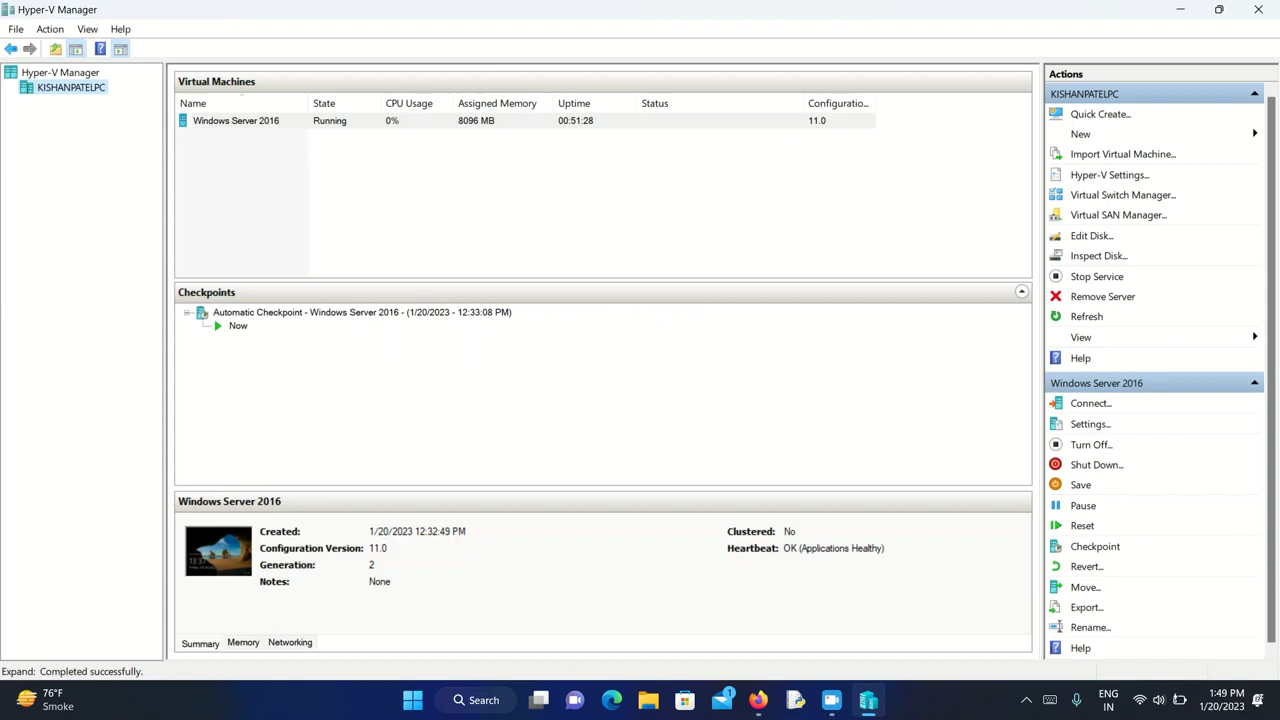 Hyper-V Manager
File Action View Help
Hyper-V Manager
KISHANPATELPC
Virtual Machines
Name State CPU Usage Assigned Memory Uptime Status Configuratio...
Windows Server 2016 Running 0% 8096 MB 00:51:28 11.0
Checkpoints
Automatic Checkpoint - Windows Server 2016 - (1/20/2023 - 12:33:08 PM)
Now
Windows Server 2016
Created: 1/20/2023 12:32:49 PM Clustered: No
Configuration Version: 11.0 Heartbeat: OK (Applications Healthy)
Generation: 2
Notes: None
Summary Memory Networking
Actions
KISHANPATELPC
Quick Create...
New
Import Virtual Machine...
Hyper-V Settings...
Virtual Switch Manager...
Virtual SAN Manager...
Edit Disk...
Inspect Disk...
Stop Service
Remove Server
Refresh
View
Help
Windows Server 2016
Connect...
Settings...
Turn Off...
Shut Down...
Save
Pause
Reset
Checkpoint
Revert...
Move...
Export...
Rename...
Help
Expand: Completed successfully.
76°F
Smoke
Search
1
ENG
IN
1:49 PM
1/20/2023